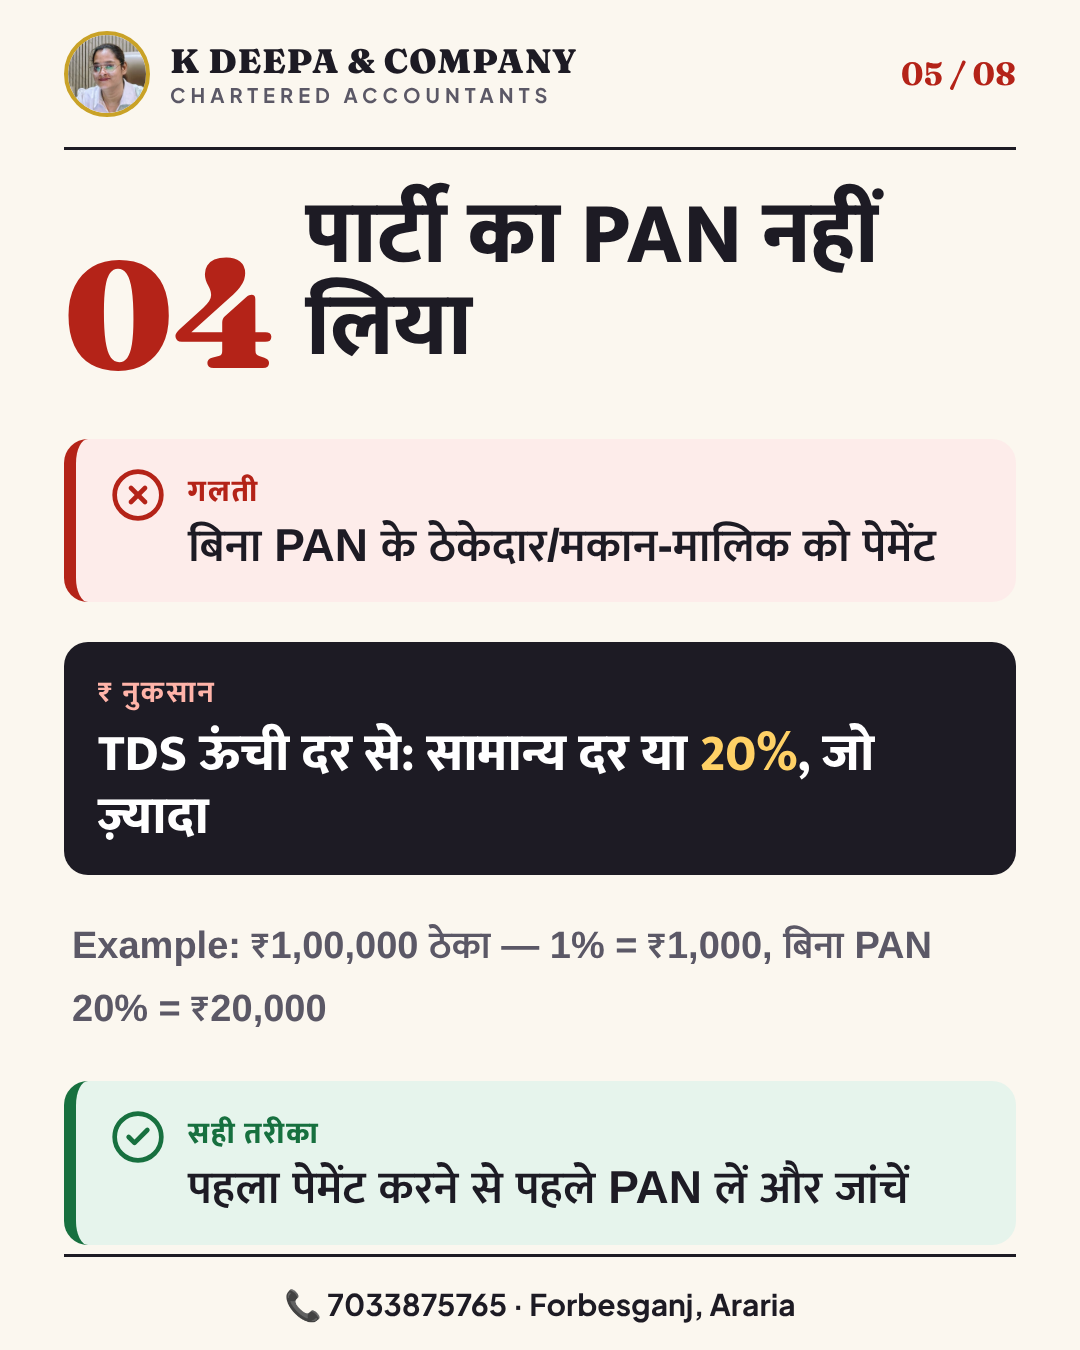 K DEEPA & COMPANY
CHARTERED ACCOUNTANTS
05 / 08
04
पार्टी का PAN नहीं
लिया
गलती
बिना PAN के ठेकेदार/मकान-मालिक को पेमेंट
₹ नुकसान
TDS ऊंची दर से: सामान्य दर या 20%, जो
ज़्यादा
Example: ₹1,00,000 ठेका — 1% = ₹1,000, बिना PAN
20% = ₹20,000
सही तरीका
पहला पेमेंट करने से पहले PAN लें और जांचें
📞 7033875765 · Forbesganj, Araria